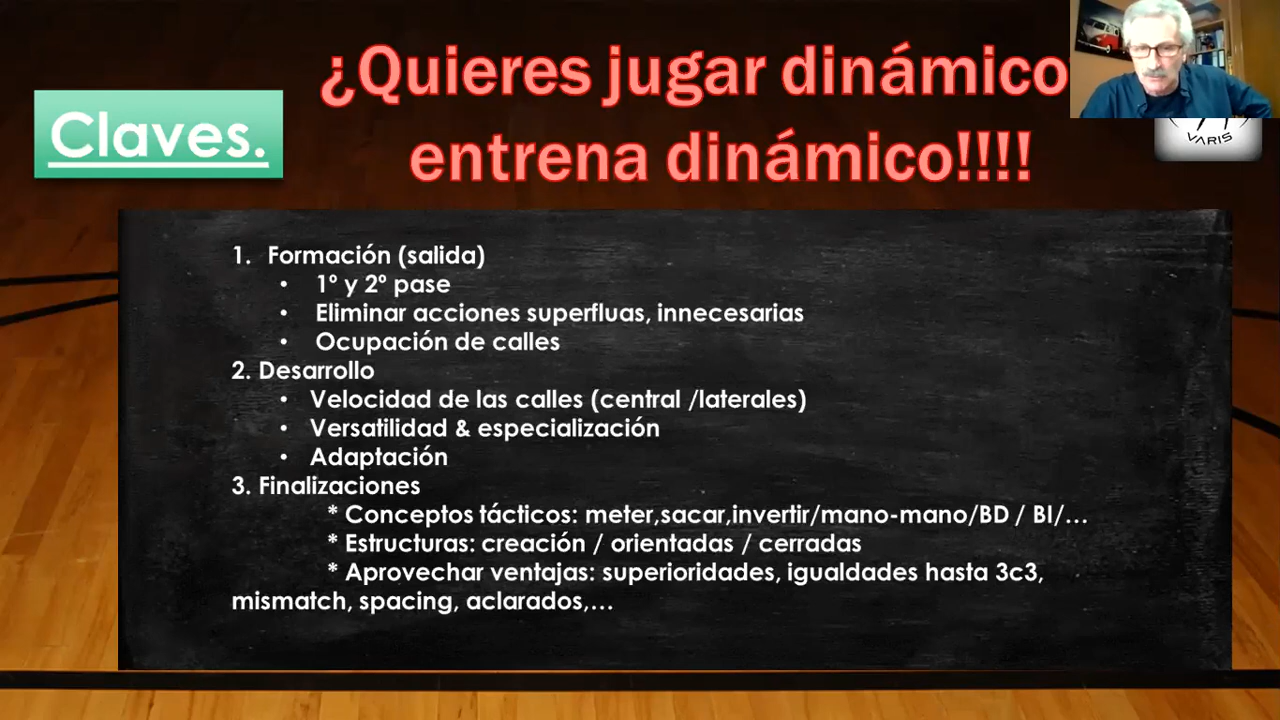 ¿Quieres jugar dinámico
entrena dinámico!!!!
Claves.
VARIS
1. Formación (salida)
• 1º y 2º pase
• Eliminar acciones superfluas, innecesarias
• Ocupación de calles
2. Desarrollo
• Velocidad de las calles (central /laterales)
• Versatilidad & especialización
• Adaptación
3. Finalizaciones
* Conceptos tácticos: meter,sacar,invertir/mano-mano/BD / BI/...
* Estructuras: creación / orientadas / cerradas
* Aprovechar ventajas: superioridades, igualdades hasta 3c3,
mismatch, spacing, aclarados,...